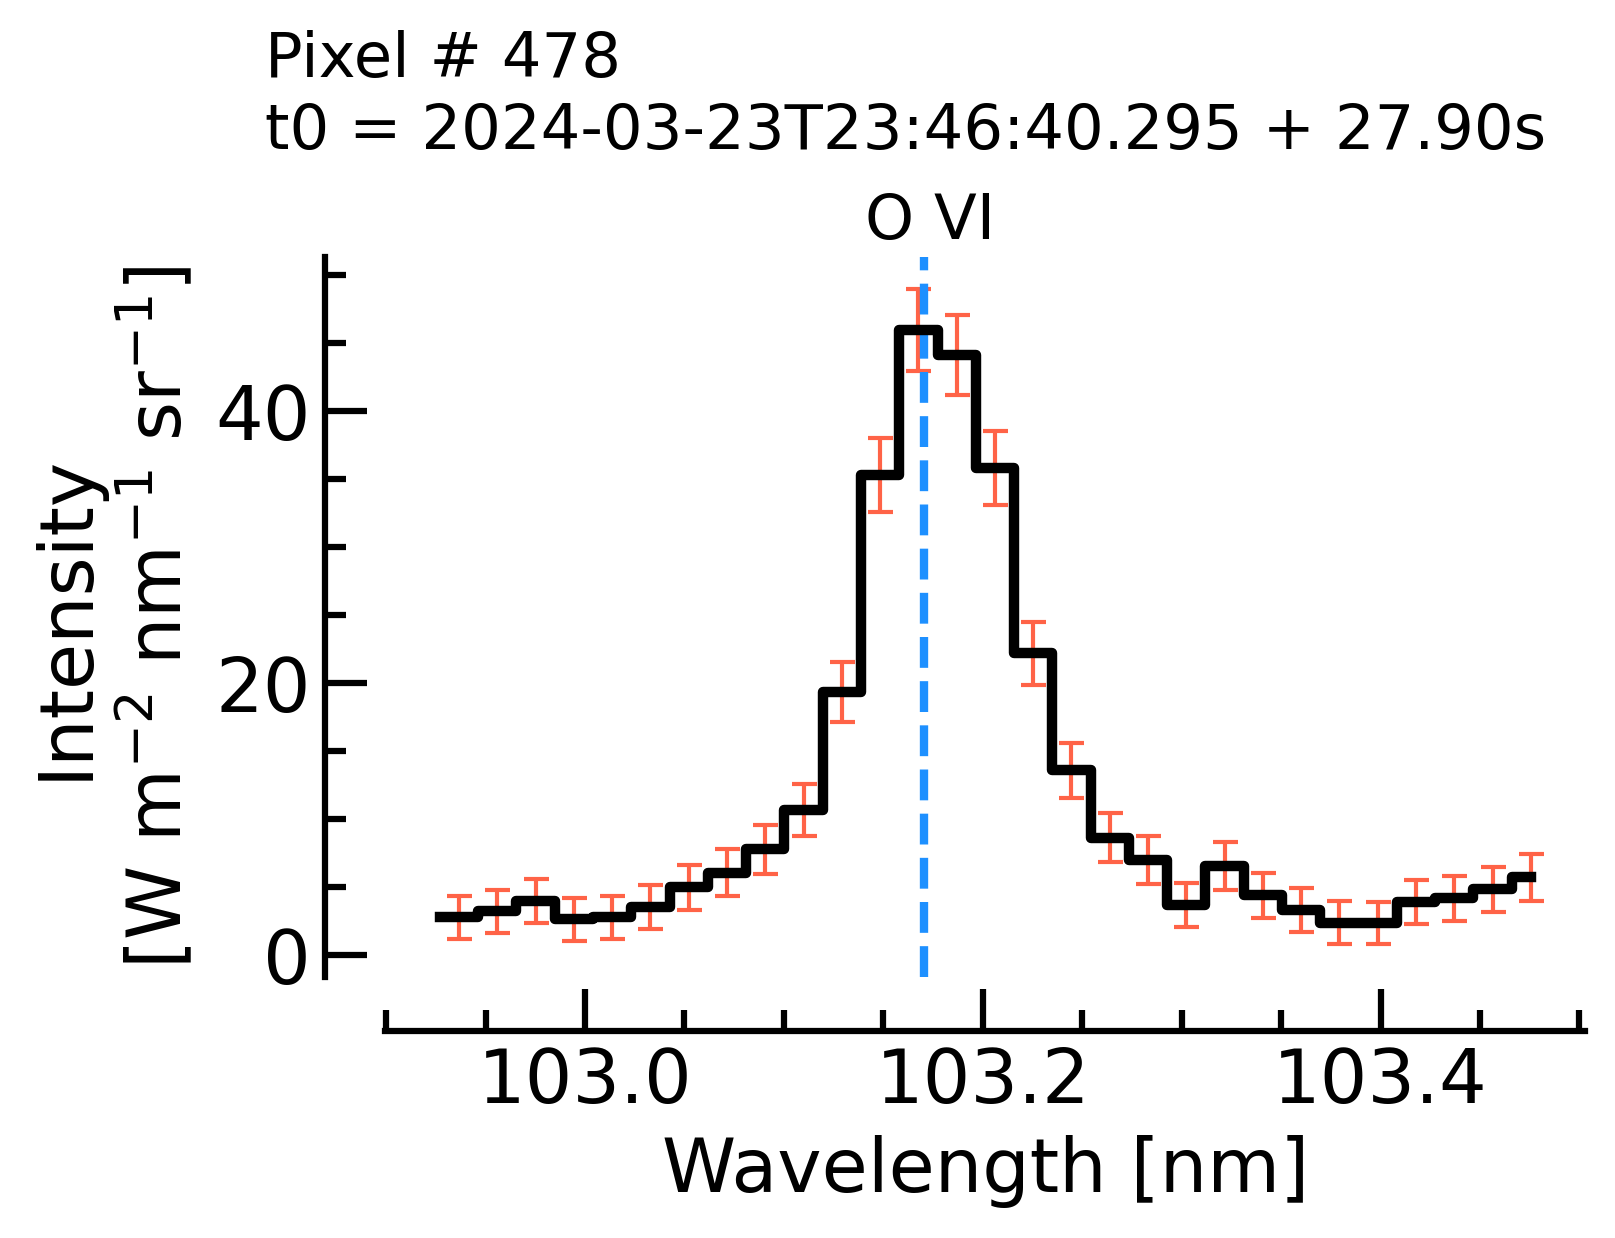 Pixel # 478
t0 = 2024-03-23T23:46:40.295 + 27.90s
O VI
Intensity
[W m⁻² nm⁻¹ sr⁻¹]
40
20
0
103.0 103.2 103.4
Wavelength [nm]